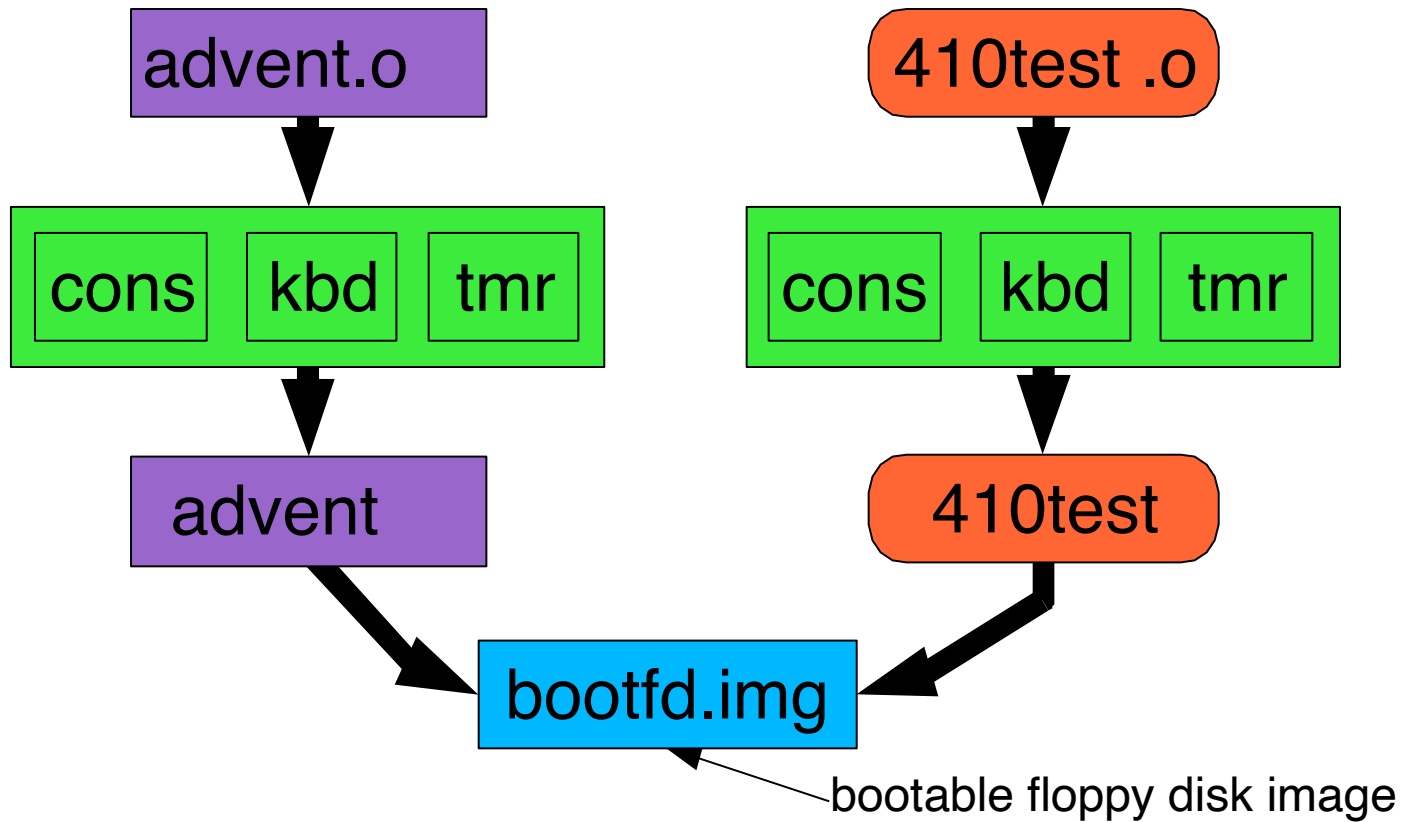 advent.o
410test .o
cons kbd tmr
cons kbd tmr
advent
410test
bootfd.img
bootable floppy disk image